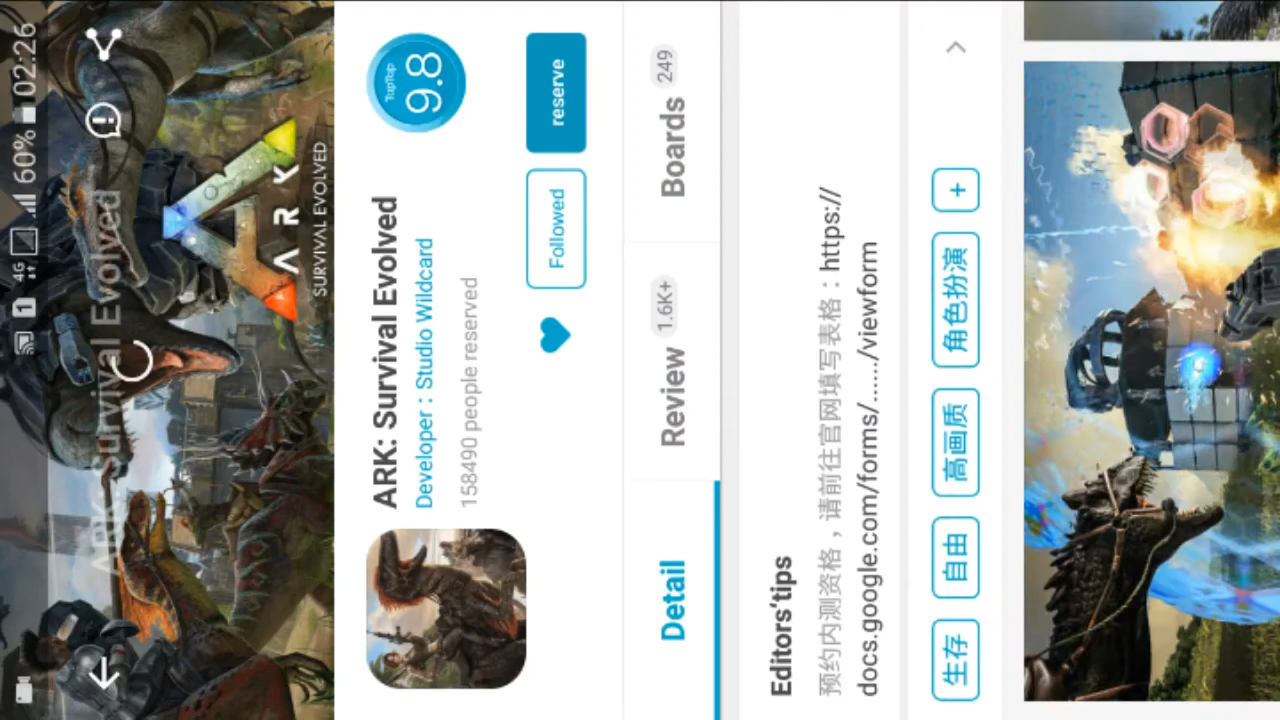 1 4G 60% 02:26
ARK: Survival Evolved
ARK
SURVIVAL EVOLVED
ARK: Survival Evolved
Developer : Studio Wildcard
158490 people reserved
TapTap
9.8
Followed
reserve
Detail
Review 1.6K+
Boards 249
Editors'tips
预约内测资格，请前往官网填写表格：https://
docs.google.com/forms/....../viewform
生存 自由 高画质 角色扮演 +